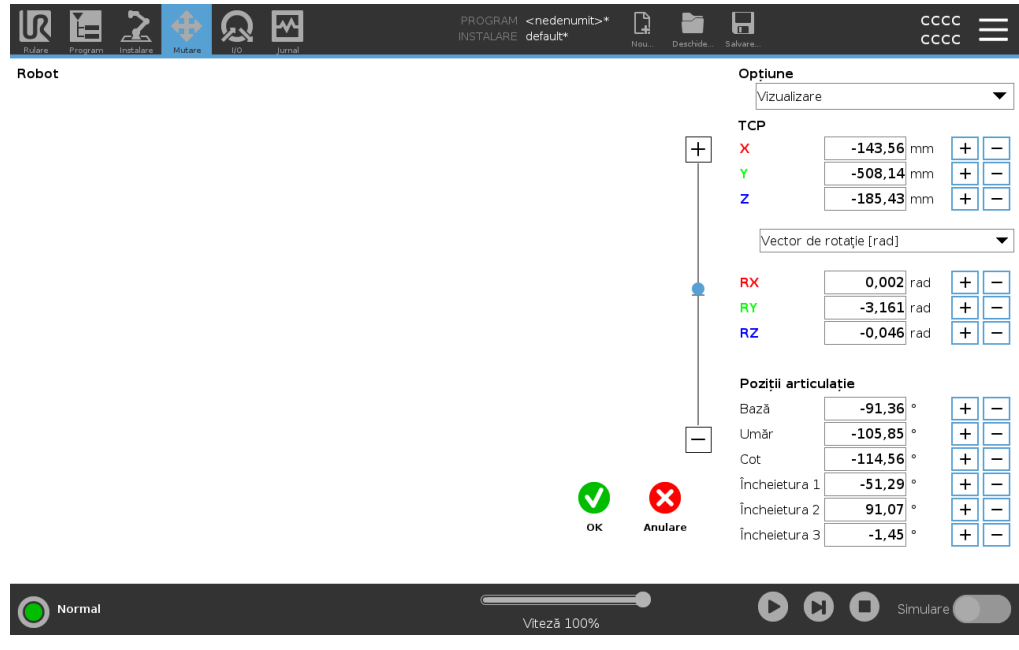 PROGRAM <nedenumit>*
INSTALARE default*
CCCC
CCCC
Rulare Program Instalare Mutare I/O Jurnal
Nou... Deschide... Salvare...
Robot
Opțiune
Vizualizare
TCP
X -143,56 mm + −
Y -508,14 mm + −
Z -185,43 mm + −
Vector de rotație [rad]
RX 0,002 rad + −
RY -3,161 rad + −
RZ -0,046 rad + −
Poziții articulație
Bază -91,36 ° + −
Umăr -105,85 ° + −
Cot -114,56 ° + −
Încheietura 1 -51,29 ° + −
Încheietura 2 91,07 ° + −
Încheietura 3 -1,45 ° + −
OK Anulare
Normal
Viteză 100%
Simulare